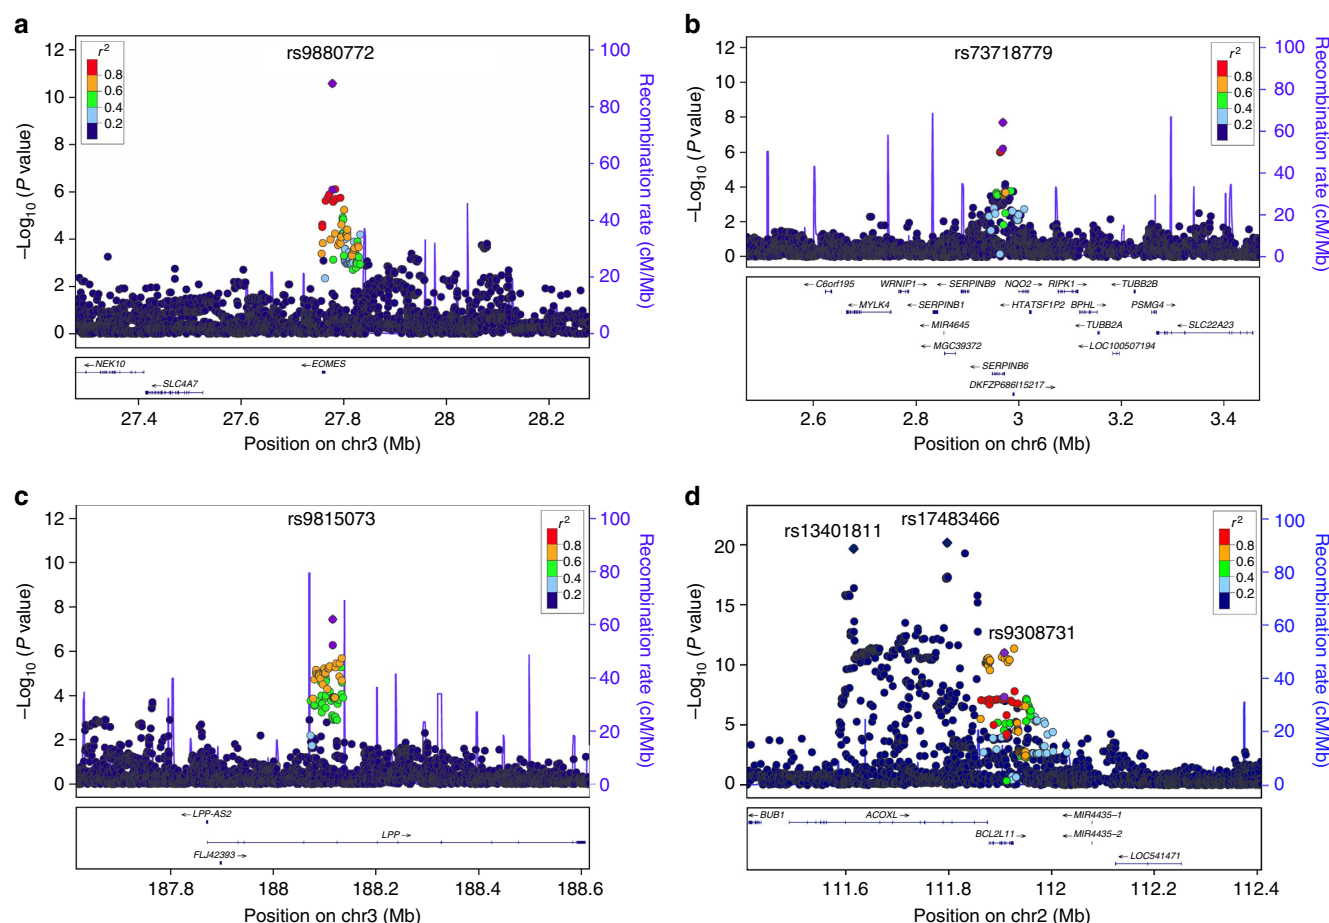 a
rs9880772
r²
0.8
0.6
0.4
0.2
12
10
8
6
4
2
0
−Log₁₀ (P value)
100
80
60
40
20
0
Recombination rate (cM/Mb)
←NEK10
←EOMES
←SLC4A7
27.4 27.6 27.8 28 28.2
Position on chr3 (Mb)
b
rs73718779
r²
0.8
0.6
0.4
0.2
12
10
8
6
4
2
0
−Log₁₀ (P value)
100
80
60
40
20
0
Recombination rate (cM/Mb)
←C6orf195 WRNIP1→ ←SERPINB9 NQO2→ RIPK1→ ←TUBB2B
←MYLK4 ←SERPINB1 ←HTATSF1P2 BPHL→ PSMG4→
←MIR4645 ←TUBB2A ←SLC22A23
←MGC39372 ←LOC100507194
←SERPINB6
DKFZP686I15217→
2.6 2.8 3 3.2 3.4
Position on chr6 (Mb)
c
rs9815073
r²
0.8
0.6
0.4
0.2
12
10
8
6
4
2
0
−Log₁₀ (P value)
100
80
60
40
20
0
Recombination rate (cM/Mb)
←LPP-AS2
LPP→
FLJ42393→
187.8 188 188.2 188.4 188.6
Position on chr3 (Mb)
d
rs17483466
rs13401811
rs9308731
r²
0.8
0.6
0.4
0.2
20
15
10
5
0
−Log₁₀ (P value)
100
80
60
40
20
0
Recombination rate (cM/Mb)
←BUB1 ACOXL→ ←MIR4435−1
BCL2L11→ ←MIR4435−2
←LOC541471
111.6 111.8 112 112.2 112.4
Position on chr2 (Mb)